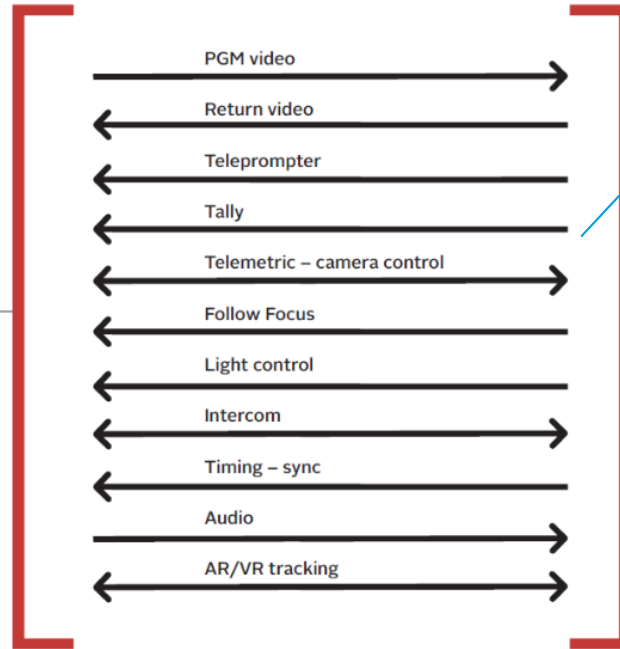 PGM video
Return video
Teleprompter
Tally
Telemetric – camera control
Follow Focus
Light control
Intercom
Timing – sync
Audio
AR/VR tracking